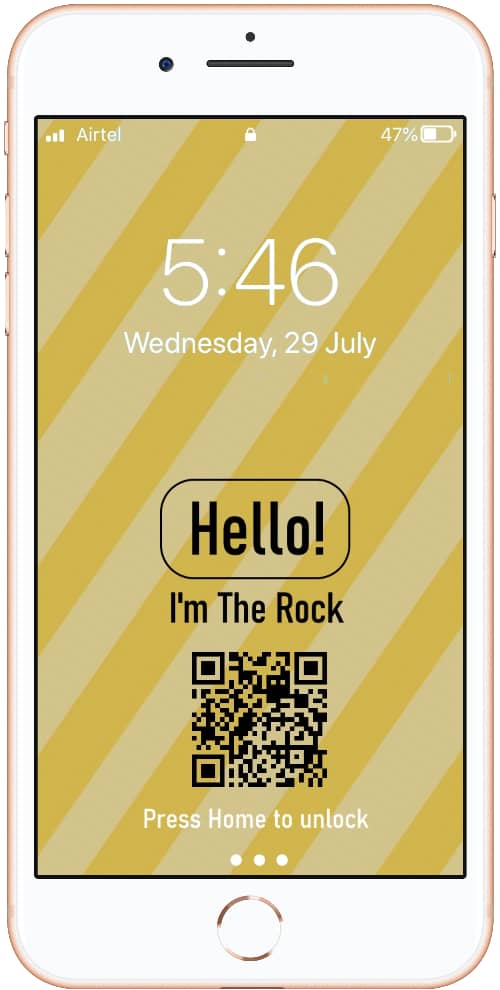 Airtel 47%
5:46
Wednesday, 29 July
Hello!
I'm The Rock
Press Home to unlock